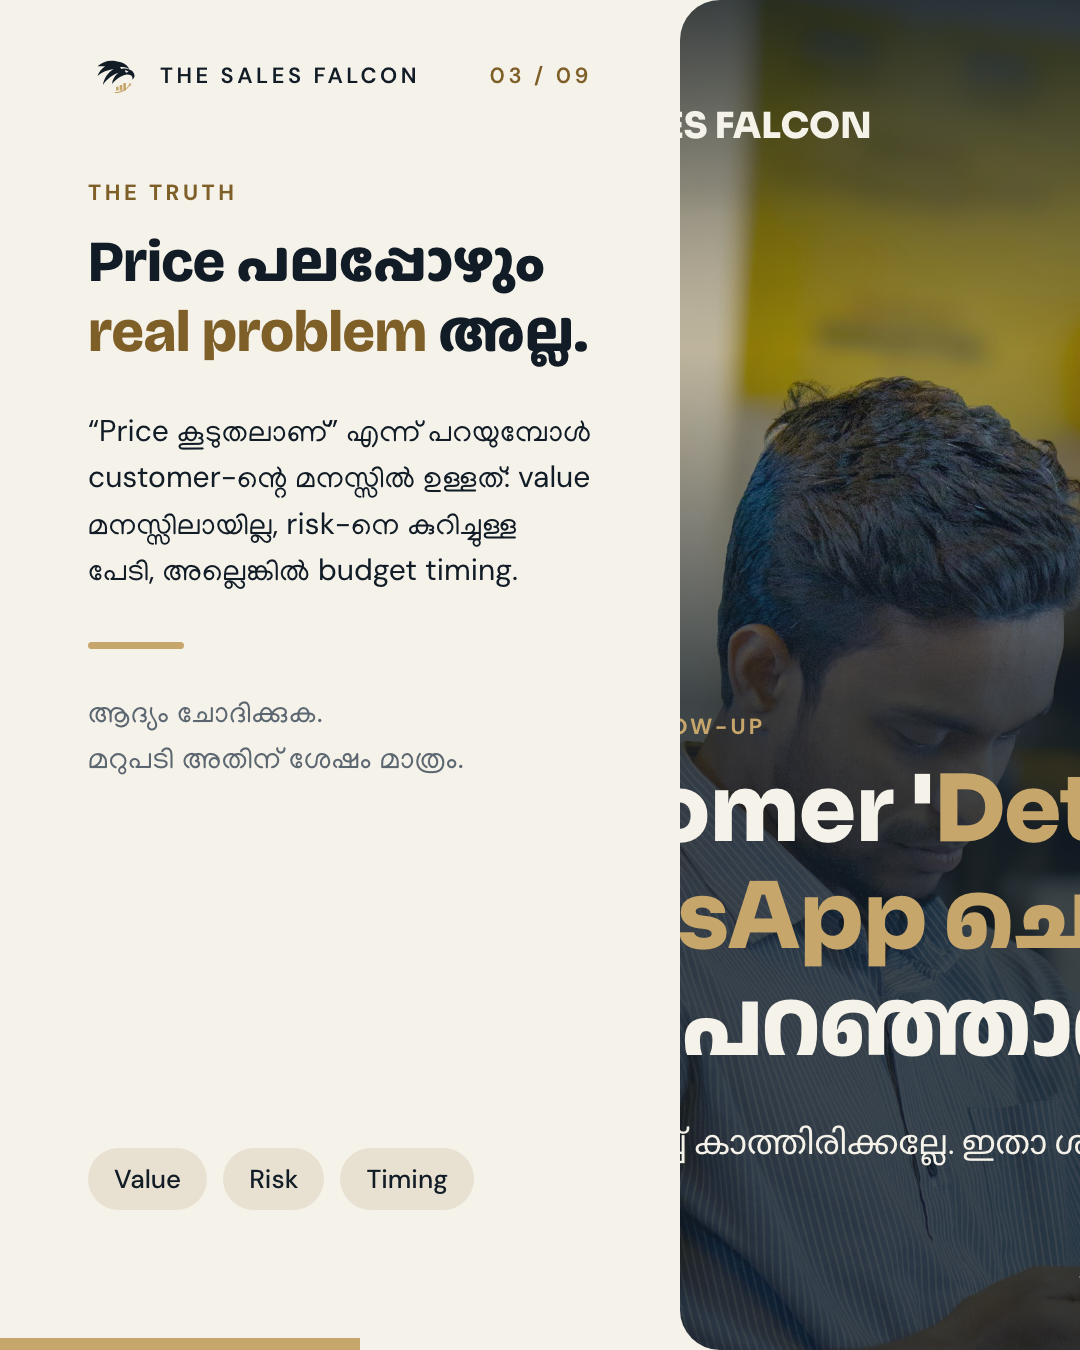 THE SALES FALCON
03 / 09
THE TRUTH
Price പലപ്പോഴും
real problem അല്ല.
“Price കൂടുതലാണ്” എന്ന് പറയുമ്പോൾ
customer-ന്റെ മനസ്സിൽ ഉള്ളത്: value
മനസ്സിലായില്ല, risk-നെ കുറിച്ചുള്ള
പേടി, അല്ലെങ്കിൽ budget timing.
ആദ്യം ചോദിക്കുക.
മറുപടി അതിന് ശേഷം മാത്രം.
Value
Risk
Timing
ES FALCON
OW-UP
omer 'Det
sApp ചെ
പറഞ്ഞാ
കാത്തിരിക്കല്ലേ. ഇതാ ശ